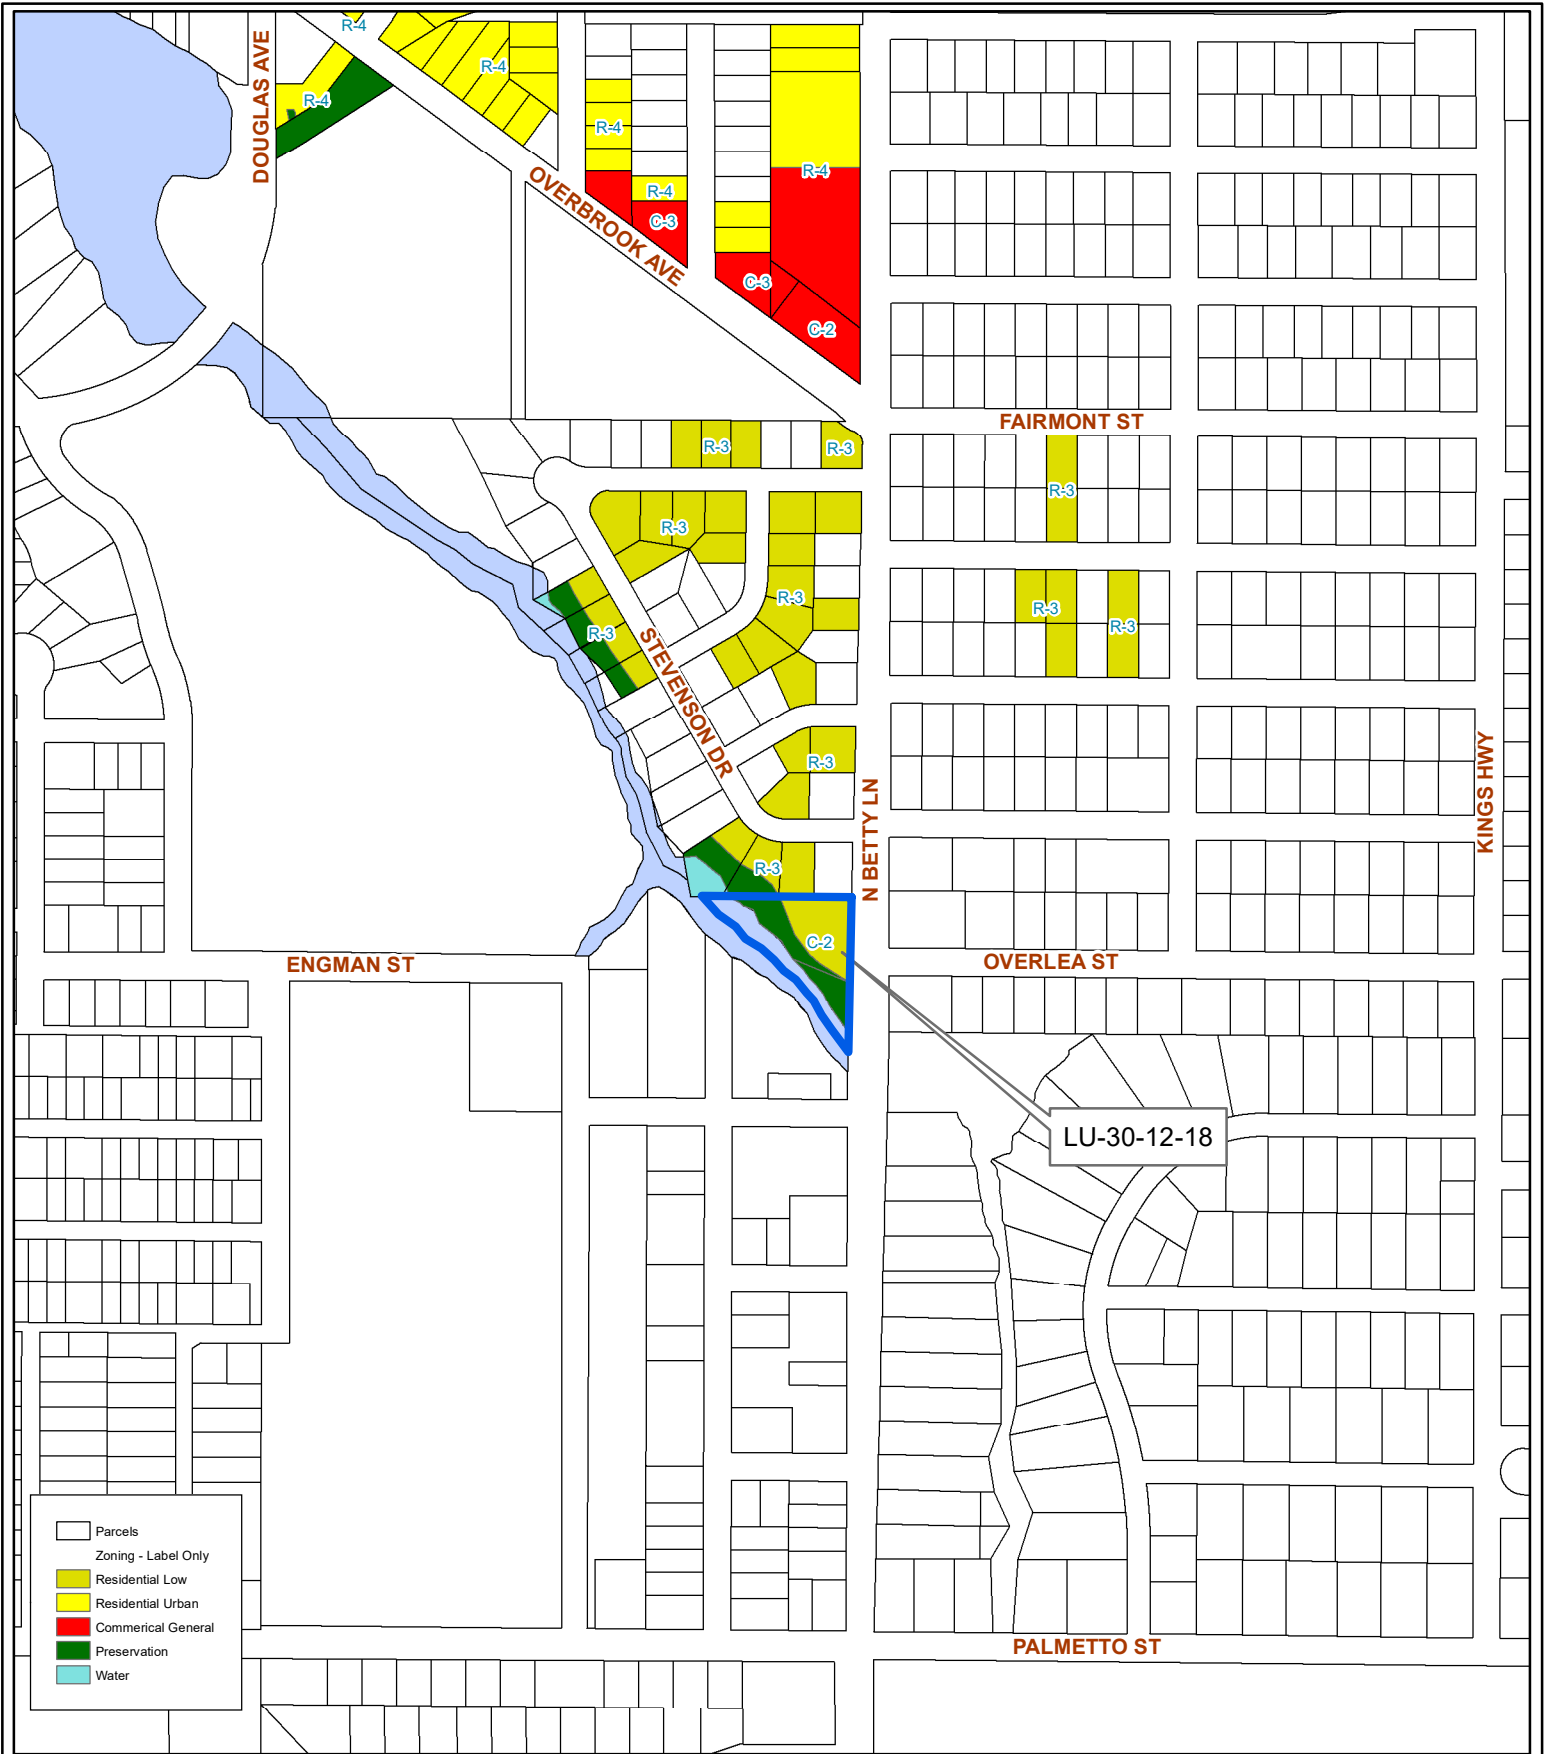 R-4
DOUGLAS AVE
R-4
R-4
R-4
R-4
R-4
OVERBROOK AVE
C-3
C-3
C-2
FAIRMONT ST
R-3
R-3
R-3
R-3
R-3
R-3
R-3
R-3
STEVENSON DR
R-3
N BETTY LN
KINGS HWY
R-3
C-2
ENGMAN ST
OVERLEA ST
LU-30-12-18
Parcels
Zoning - Label Only
Residential Low
Residential Urban
Commerical General
Preservation
Water
PALMETTO ST